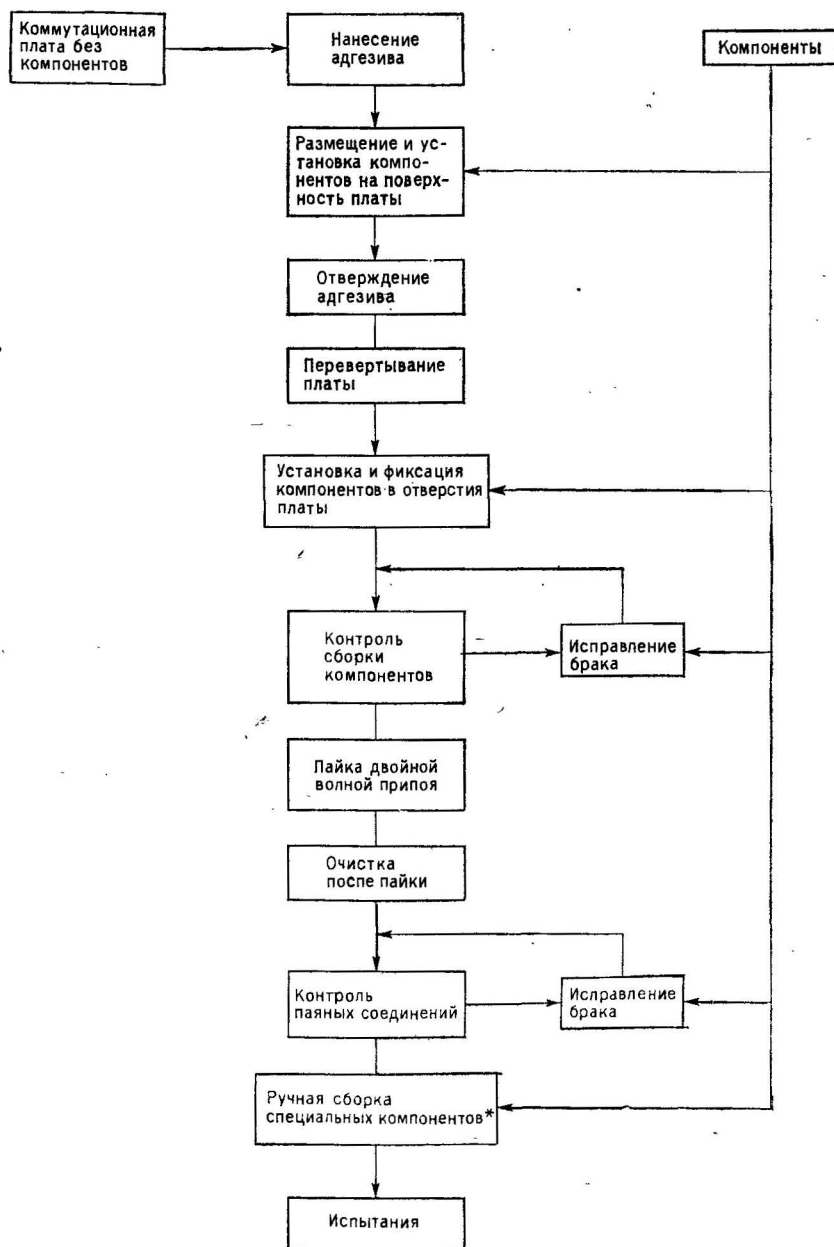 Коммутационная
плата без
компонентов
Нанесение
адгезива
Компоненты
Размещение и ус-
тановка компо-
нентов на поверх-
ность платы
Отверждение
адгезива
Перевертывание
платы
Установка и фиксация
компонентов в отверстия
платы
Контроль
сборки
компонентов
Исправление
брака
Пайка двойной
волной припоя
Очистка
после пайки
Контроль
паяных соединений
Исправление
брака
Ручная сборка
специальных компонентов*
Испытания